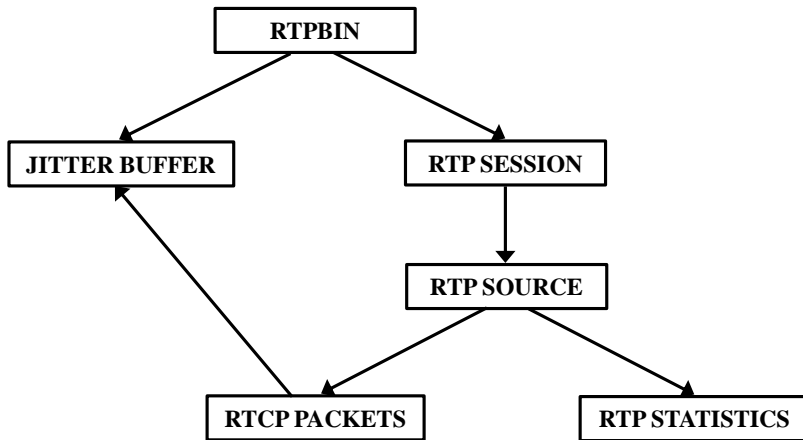 RTPBIN
JITTER BUFFER
RTP SESSION
RTP SOURCE
RTCP PACKETS
RTP STATISTICS